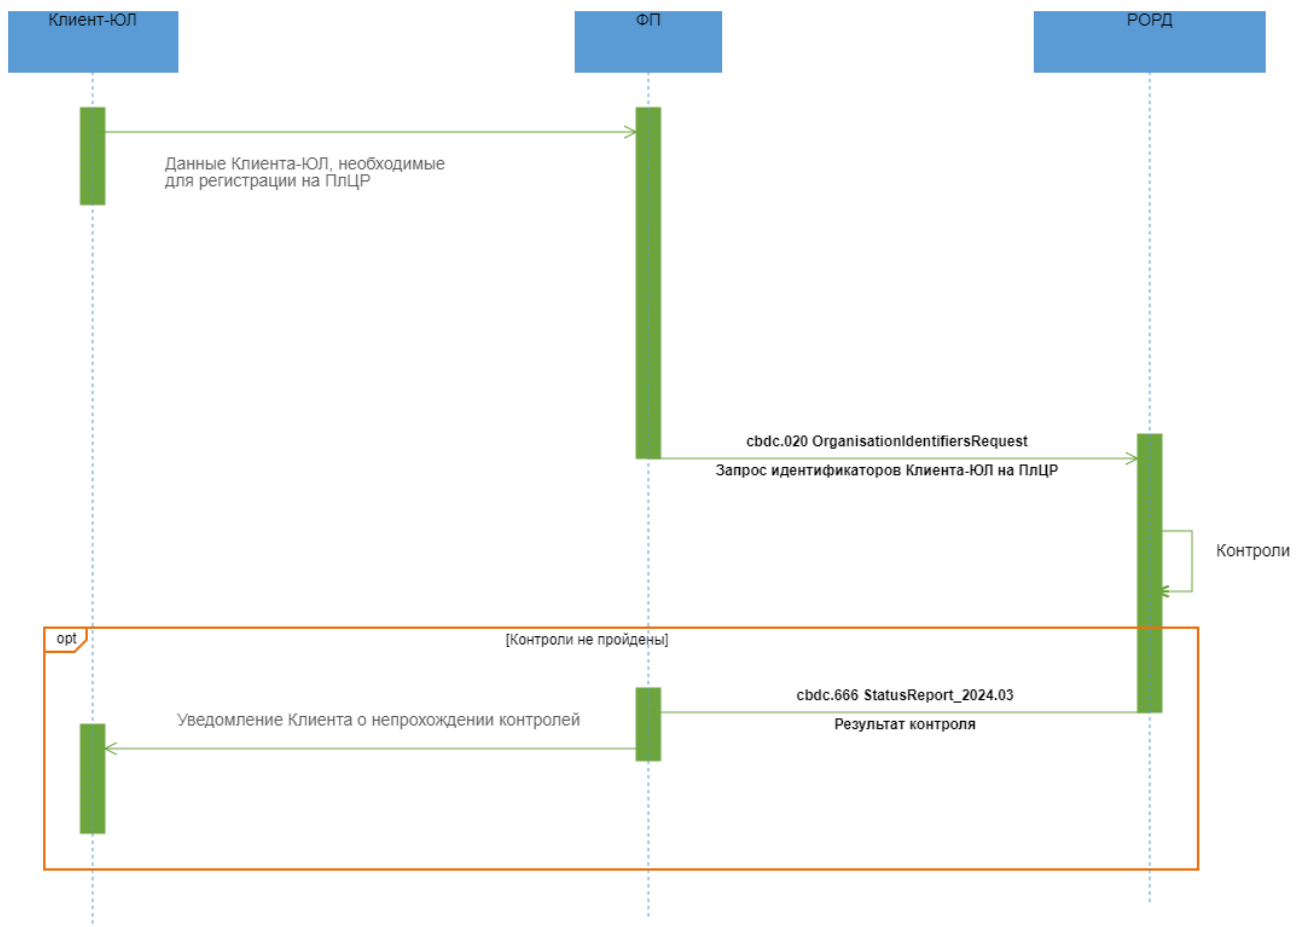 Клиент-ЮЛ
ФП
РОРД
Данные Клиента-ЮЛ, необходимые
для регистрации на ПлЦР
cbdc.020 OrganisationIdentifiersRequest
Запрос идентификаторов Клиента-ЮЛ на ПлЦР
Контроли
opt
[Контроли не пройдены]
cbdc.666 StatusReport_2024.03
Уведомление Клиента о непрохождении контролей
Результат контроля